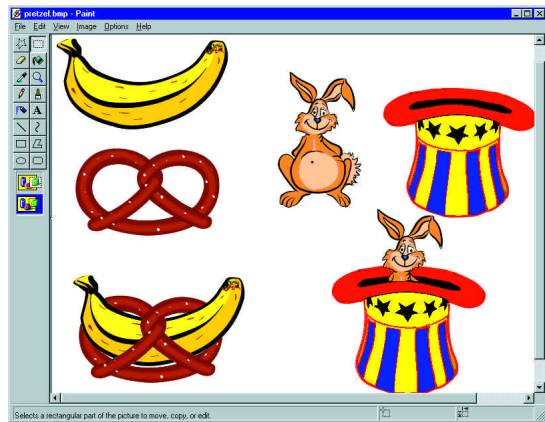 pretzel.bmp - Paint
File Edit View Image Options Help
A
Selects a rectangular part of the picture to move, copy, or edit.